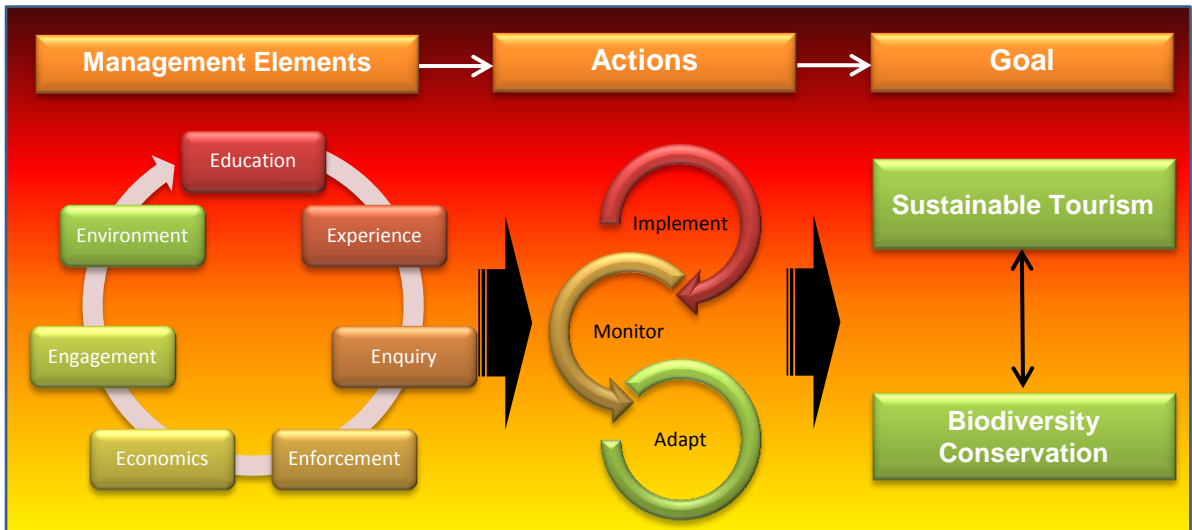 Management Elements
Actions
Goal
Education
Experience
Enquiry
Enforcement
Economics
Engagement
Environment
Implement
Monitor
Adapt
Sustainable Tourism
Biodiversity
Conservation